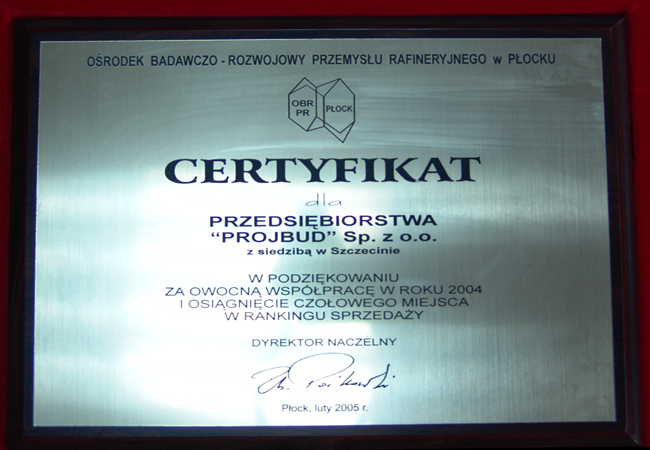 OŚRODEK BADAWCZO - ROZWOJOWY PRZEMYSŁU RAFINERYJNEGO w PŁOCKU
OBR PŁOCK
PR
CERTYFIKAT
dla
PRZEDSIĘBIORSTWA
“PROJBUD” Sp. z o.o.
z siedzibą w Szczecinie
W PODZIĘKOWANIU
ZA OWOCNĄ WSPÓŁPRACĘ W ROKU 2004
I OSIĄGNIĘCIE CZOŁOWEGO MIEJSCA
W RANKINGU SPRZEDAŻY
DYREKTOR NACZELNY
Płock, luty 2005 r.